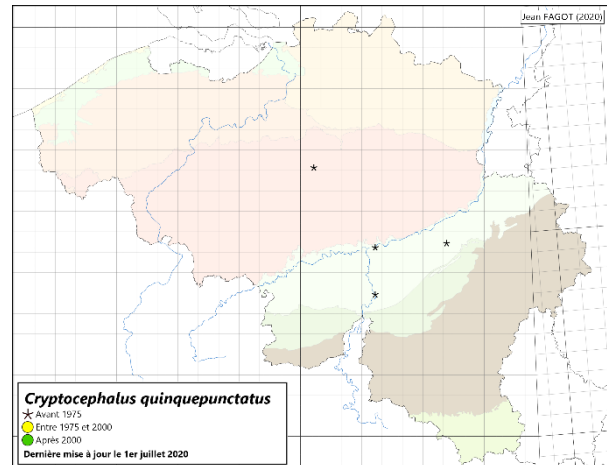 Jean FAGOT (2020)
Cryptocephalus quinquepunctatus
Avant 1975
Entre 1975 et 2000
Après 2000
Dernière mise à jour le 1er juillet 2020